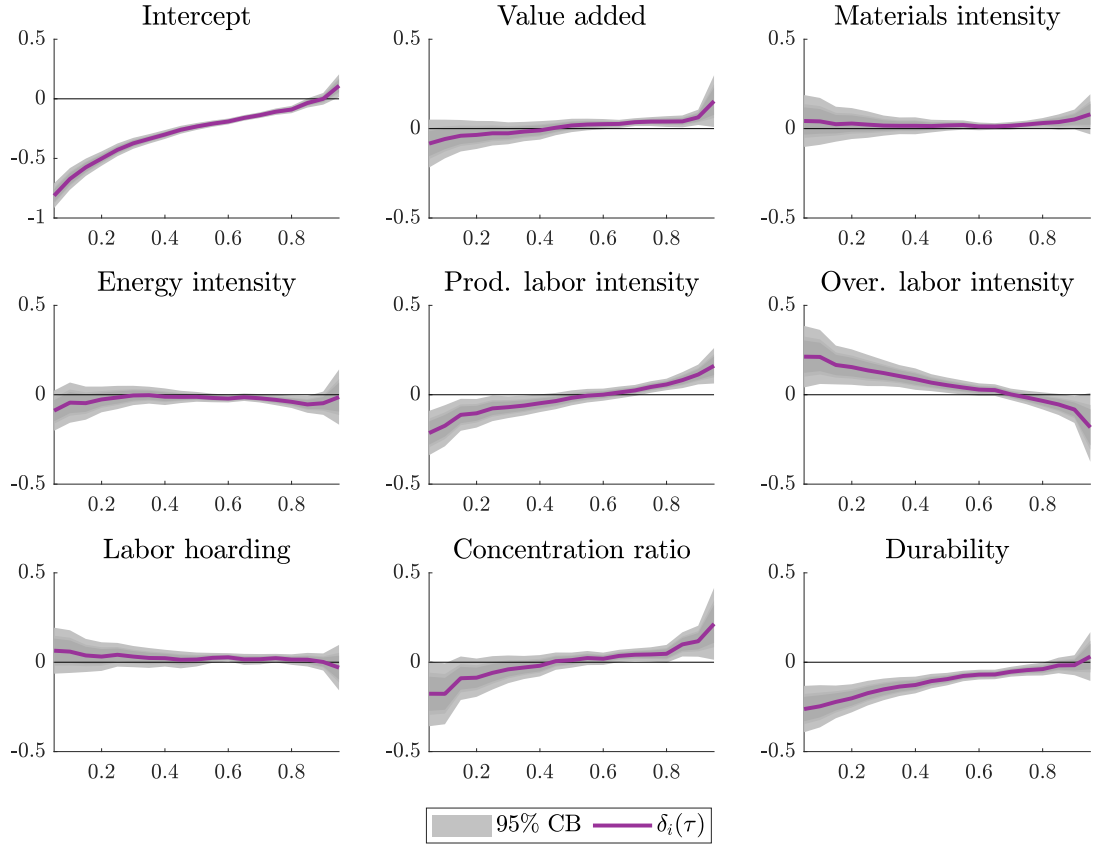 Intercept
Value added
Materials intensity
0.5
0
-0.5
-1
0.2 0.4 0.6 0.8
0.5
0
-0.5
0.2 0.4 0.6 0.8
0.5
0
-0.5
0.2 0.4 0.6 0.8
Energy intensity
Prod. labor intensity
Over. labor intensity
0.5
0
-0.5
0.2 0.4 0.6 0.8
0.5
0
-0.5
0.2 0.4 0.6 0.8
0.5
0
-0.5
0.2 0.4 0.6 0.8
Labor hoarding
Concentration ratio
Durability
0.5
0
-0.5
0.2 0.4 0.6 0.8
0.5
0
-0.5
0.2 0.4 0.6 0.8
0.5
0
-0.5
0.2 0.4 0.6 0.8
95% CB δᵢ(τ)